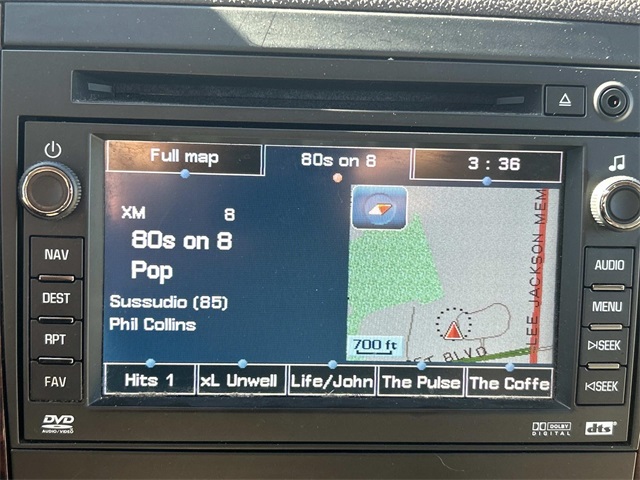 Full map
80s on 8
3 : 36
XM 8
80s on 8
Pop
Sussudio (85)
Phil Collins
LEE JACKSON MEM
700 ft
BLVD
Hits 1
xL Unwell
Life/John
The Pulse
The Coffe
NAV
DEST
RPT
FAV
AUDIO
MENU
SEEK
SEEK
DVD
AUDIO/VIDEO
DOLBY
DIGITAL
dts